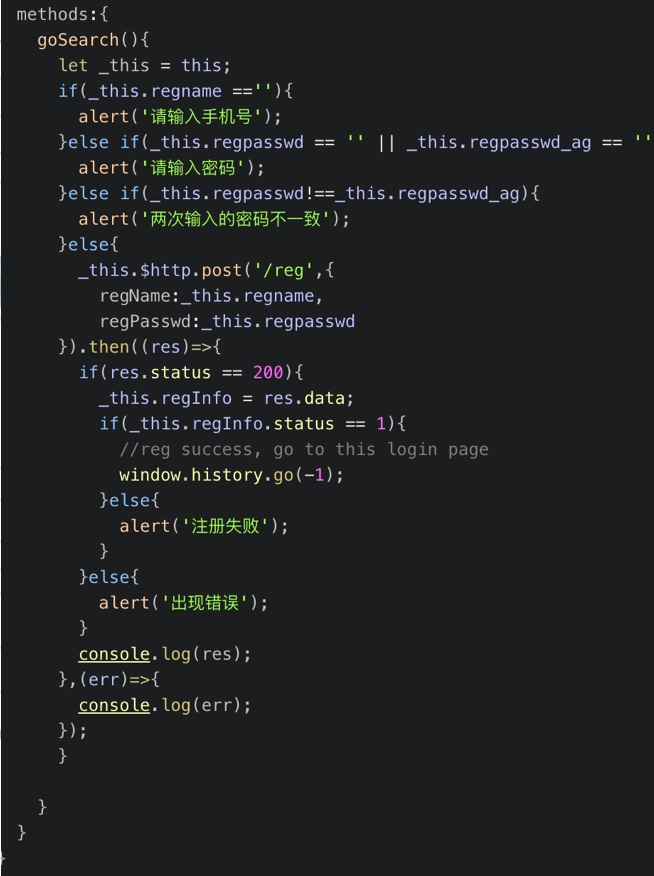 methods:{
goSearch(){
let _this = this;
if(_this.regname ==''){
alert('请输入手机号');
}else if(_this.regpasswd == '' || _this.regpasswd_ag == ''
alert('请输入密码');
}else if(_this.regpasswd!==_this.regpasswd_ag){
alert('两次输入的密码不一致');
}else{
_this.$http.post('/reg',{
regName:_this.regname,
regPasswd:_this.regpasswd
}).then((res)=>{
if(res.status == 200){
_this.regInfo = res.data;
if(_this.regInfo.status == 1){
//reg success, go to this login page
window.history.go(-1);
}else{
alert('注册失败');
}
}else{
alert('出现错误');
}
console.log(res);
},(err)=>{
console.log(err);
});
}
}
}
}